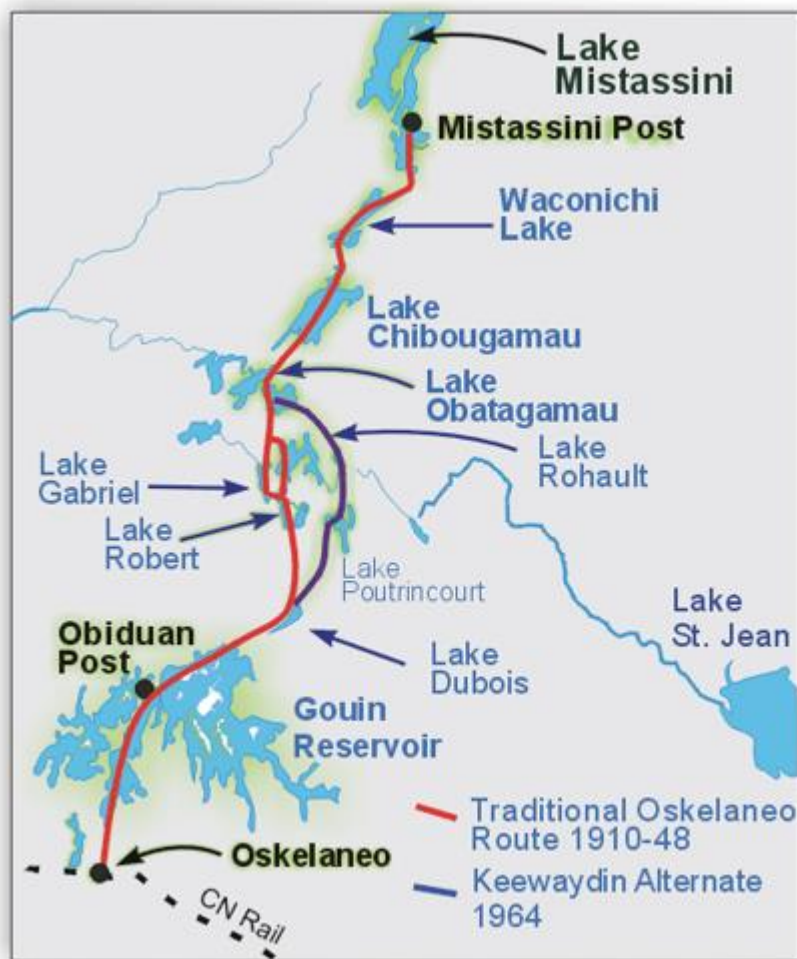 Lake
Mistassini
Mistassini Post
Waconichi
Lake
Lake
Chibougamau
Lake
Obatagamau
Lake
Rohault
Lake
Gabriel
Lake
Robert
Lake
Poutrincourt
Lake
St. Jean
Obiduan
Post
Lake
Dubois
Gouin
Reservoir
Traditional Oskelaneo
Route 1910-48
Oskelaneo
Keewaydin Alternate
1964
CN Rail